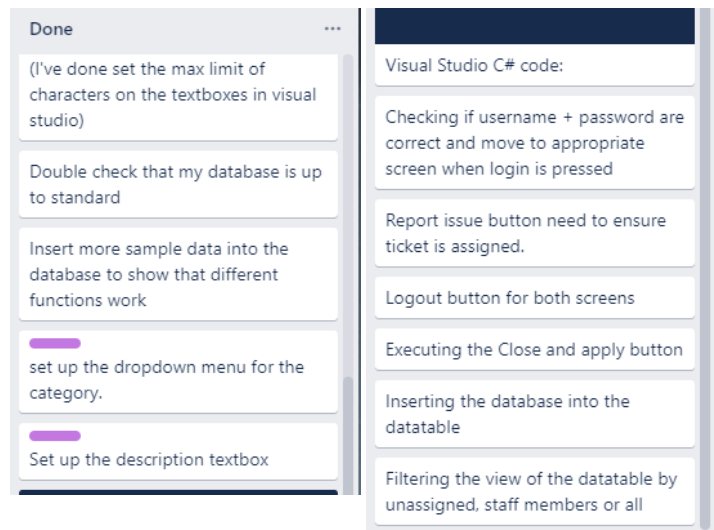 Done
(I've done set the max limit of
characters on the textboxes in visual
studio)
Double check that my database is up
to standard
Insert more sample data into the
database to show that different
functions work
set up the dropdown menu for the
category.
Set up the description textbox
Visual Studio C# code:
Checking if username + password are
correct and move to appropriate
screen when login is pressed
Report issue button need to ensure
ticket is assigned.
Logout button for both screens
Executing the Close and apply button
Inserting the database into the
datatable
Filtering the view of the datatable by
unassigned, staff members or all